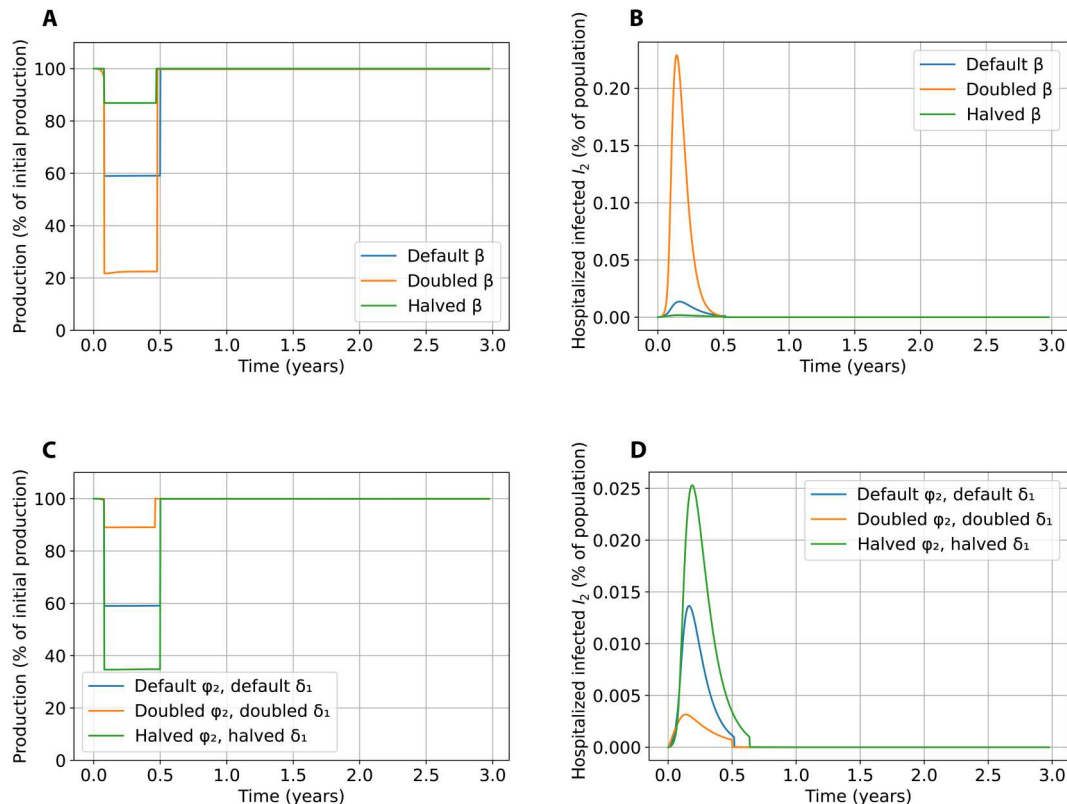 A
Production (% of initial production)
100
80
60
40
20
0
0.0 0.5 1.0 1.5 2.0 2.5 3.0
Time (years)
Default β
Doubled β
Halved β
B
Hospitalized infected I₂ (% of population)
0.20
0.15
0.10
0.05
0.00
0.0 0.5 1.0 1.5 2.0 2.5 3.0
Time (years)
Default β
Doubled β
Halved β
C
Production (% of initial production)
100
80
60
40
20
0
0.0 0.5 1.0 1.5 2.0 2.5 3.0
Time (years)
Default φ₂, default δ₁
Doubled φ₂, doubled δ₁
Halved φ₂, halved δ₁
D
Hospitalized infected I₂ (% of population)
0.025
0.020
0.015
0.010
0.005
0.000
0.0 0.5 1.0 1.5 2.0 2.5 3.0
Time (years)
Default φ₂, default δ₁
Doubled φ₂, doubled δ₁
Halved φ₂, halved δ₁